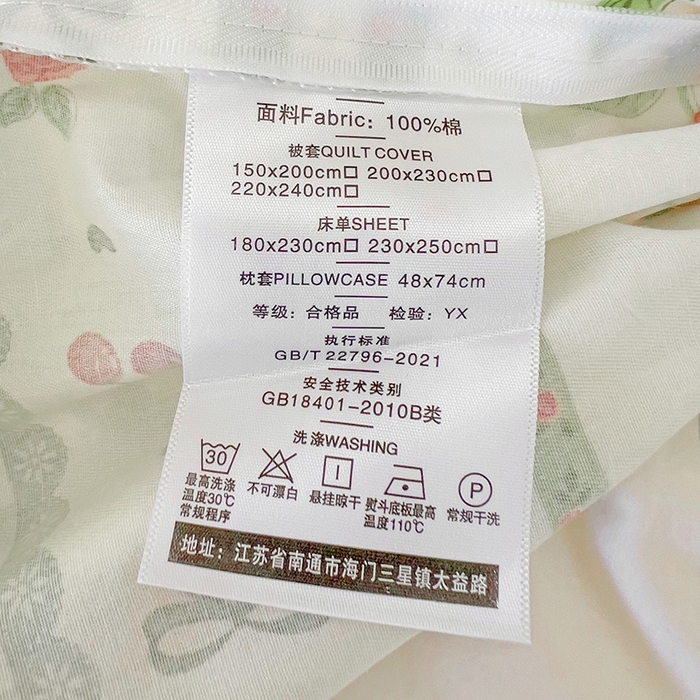 面料Fabric: 100%棉
被套QUILT COVER
150x200cm□ 200x230cm□
220x240cm□
床单SHEET
180x230cm□ 230x250cm□
枕套PILLOWCASE 48x74cm
等级: 合格品 检验: YX
执行标准
GB/T 22796-2021
安全技术类别
GB18401-2010B类
洗涤WASHING
30 I P
最高洗涤 不可漂白 悬挂晾干 熨斗底板最高 常规干洗
温度30℃ 温度110℃
常规程序
地址: 江苏省南通市海门三星镇太益路